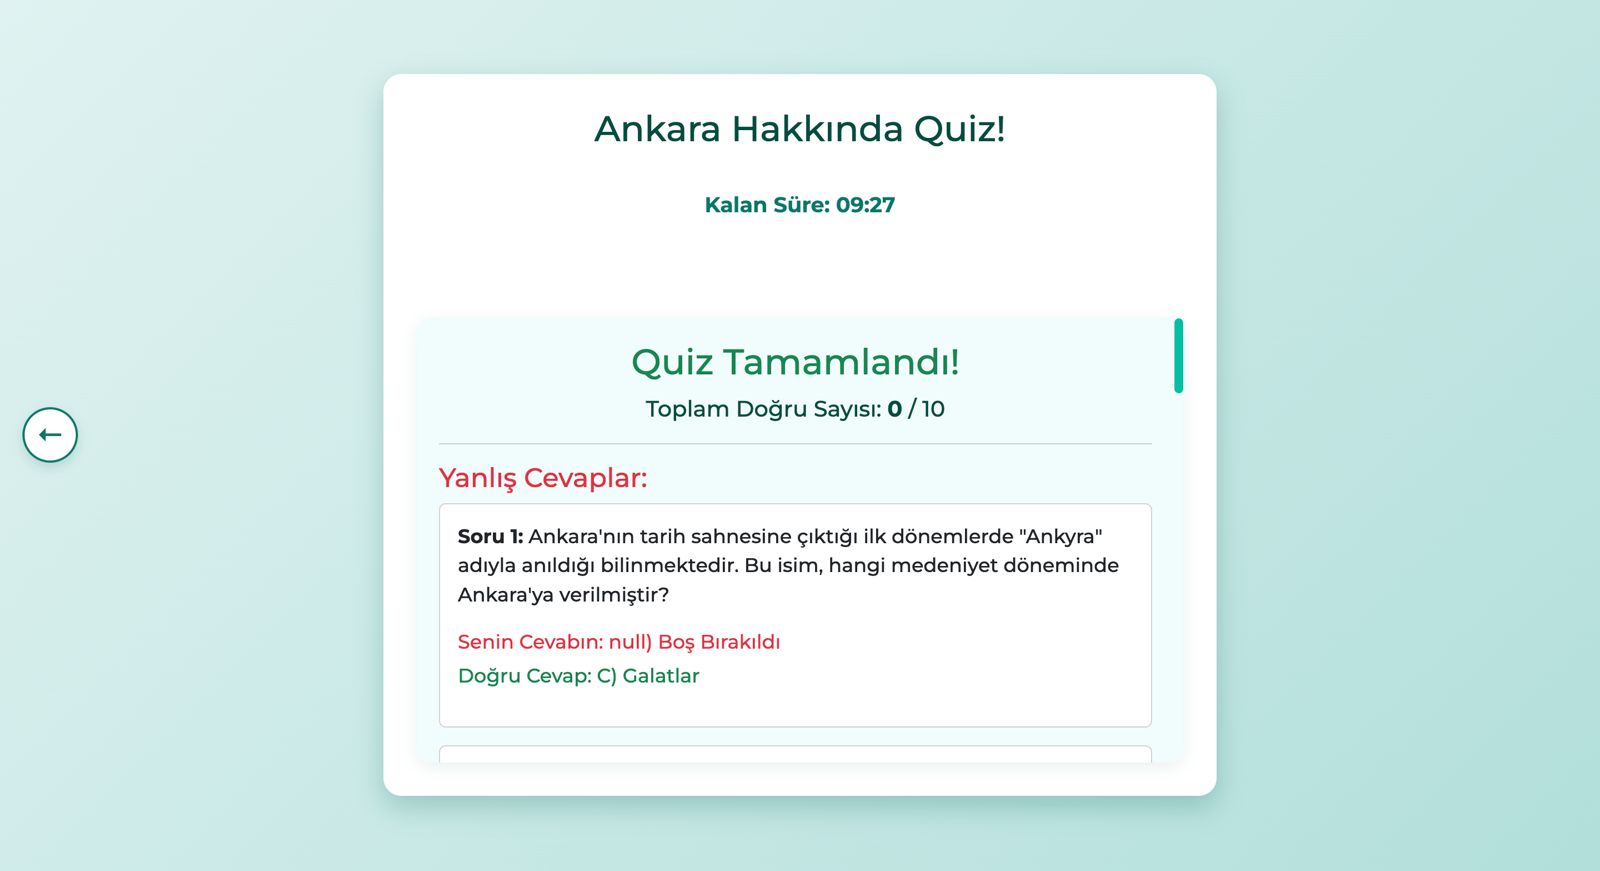 Ankara Hakkında Quiz!
Kalan Süre: 09:27
Quiz Tamamlandı!
Toplam Doğru Sayısı: 0 / 10
Yanlış Cevaplar:
Soru 1: Ankara'nın tarih sahnesine çıktığı ilk dönemlerde "Ankyra"
adıyla anıldığı bilinmektedir. Bu isim, hangi medeniyet döneminde
Ankara'ya verilmiştir?
Senin Cevabın: null) Boş Bırakıldı
Doğru Cevap: C) Galatlar